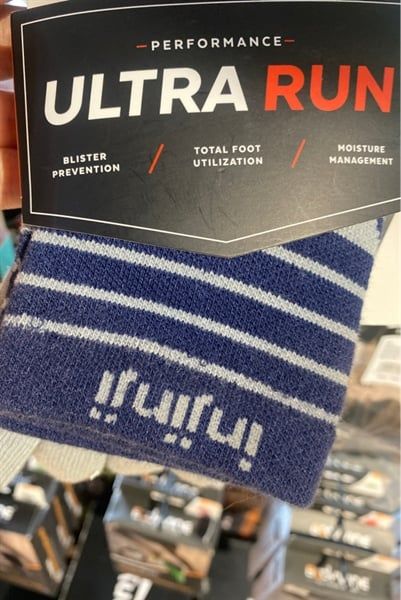 PERFORMANCE
ULTRA RUN
BLISTER
PREVENTION
/
TOTAL FOOT
UTILIZATION
/
MOISTURE
MANAGEMENT
injinji